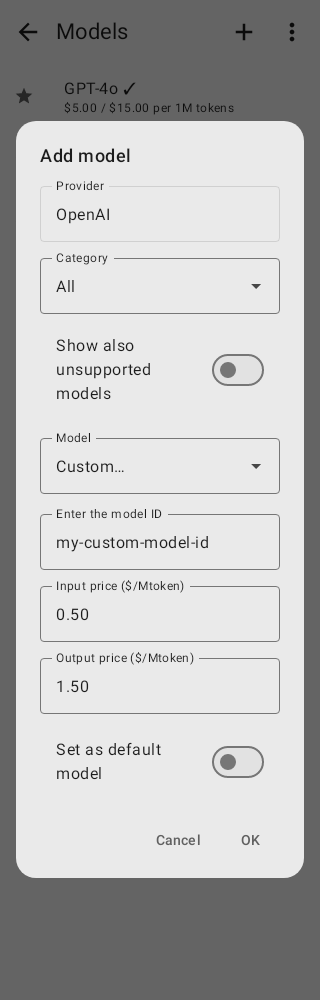 Models
GPT-4o ✓
$5.00 / $15.00 per 1M tokens
Add model
Provider
OpenAI
Category
All
Show also
unsupported
models
Model
Custom…
Enter the model ID
my-custom-model-id
Input price ($/Mtoken)
0.50
Output price ($/Mtoken)
1.50
Set as default
model
Cancel
OK